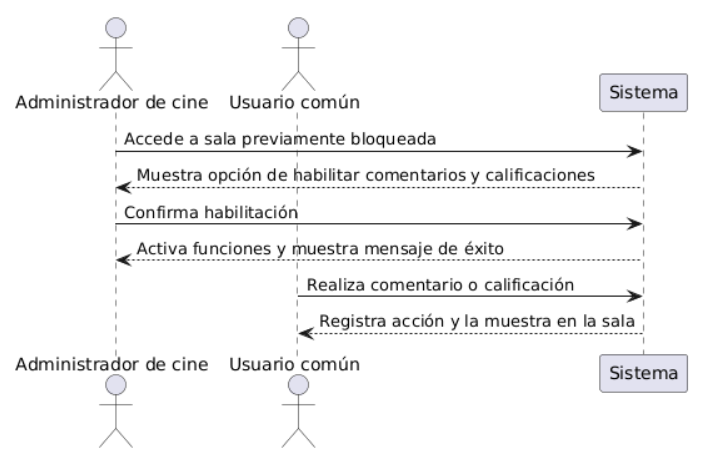 Administrador de cine
Usuario común
Sistema
Accede a sala previamente bloqueada
Muestra opción de habilitar comentarios y calificaciones
Confirma habilitación
Activa funciones y muestra mensaje de éxito
Realiza comentario o calificación
Registra acción y la muestra en la sala
Administrador de cine
Usuario común
Sistema